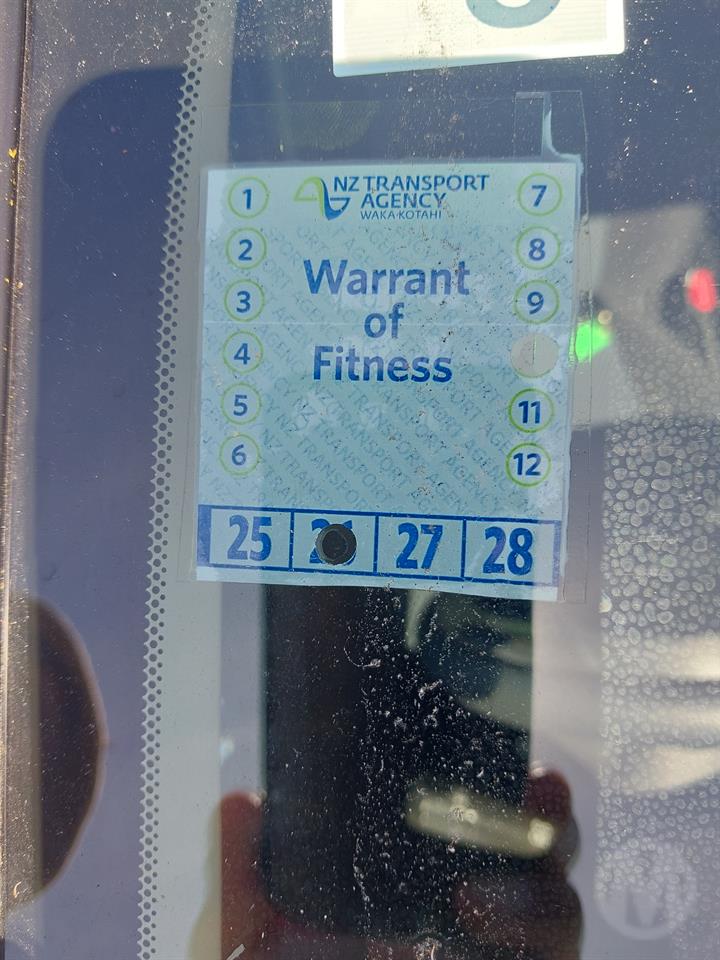 NZ TRANSPORT
AGENCY
WAKA KOTAHI
Warrant
of
Fitness
1
2
3
4
5
6
7
8
9
11
12
25
27
28